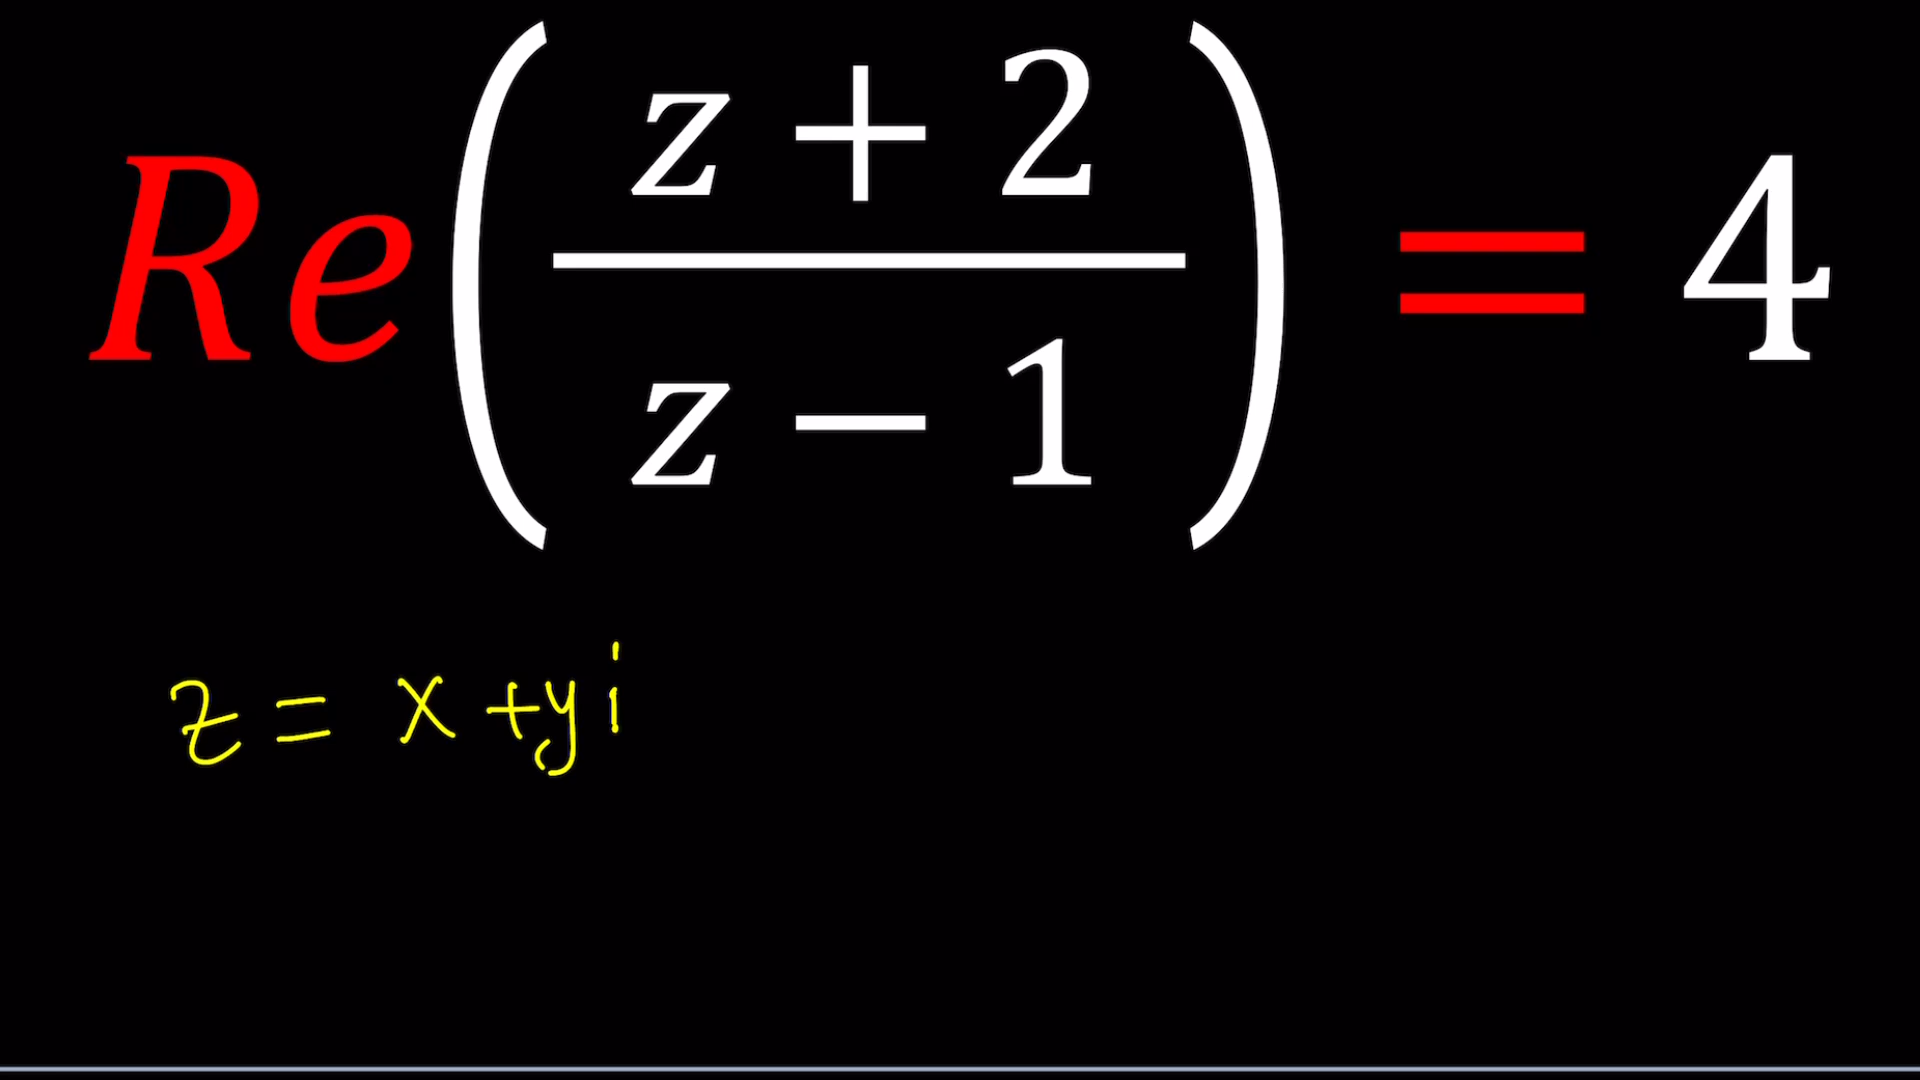 Re(z + 2 / z − 1) = 4
z = x + yi